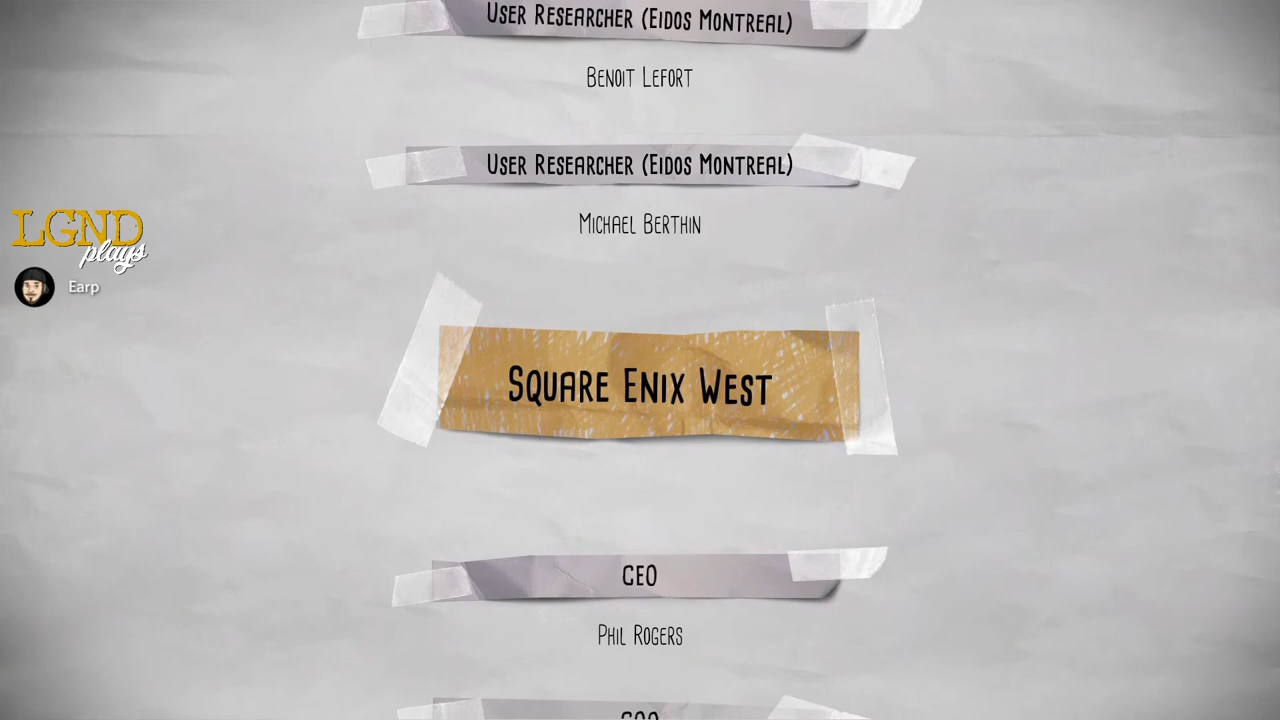 User Researcher (Eidos Montreal)
Benoit Lefort
User Researcher (Eidos Montreal)
Michael Berthin
LGND
plays
Earp
Square Enix West
CEO
Phil Rogers